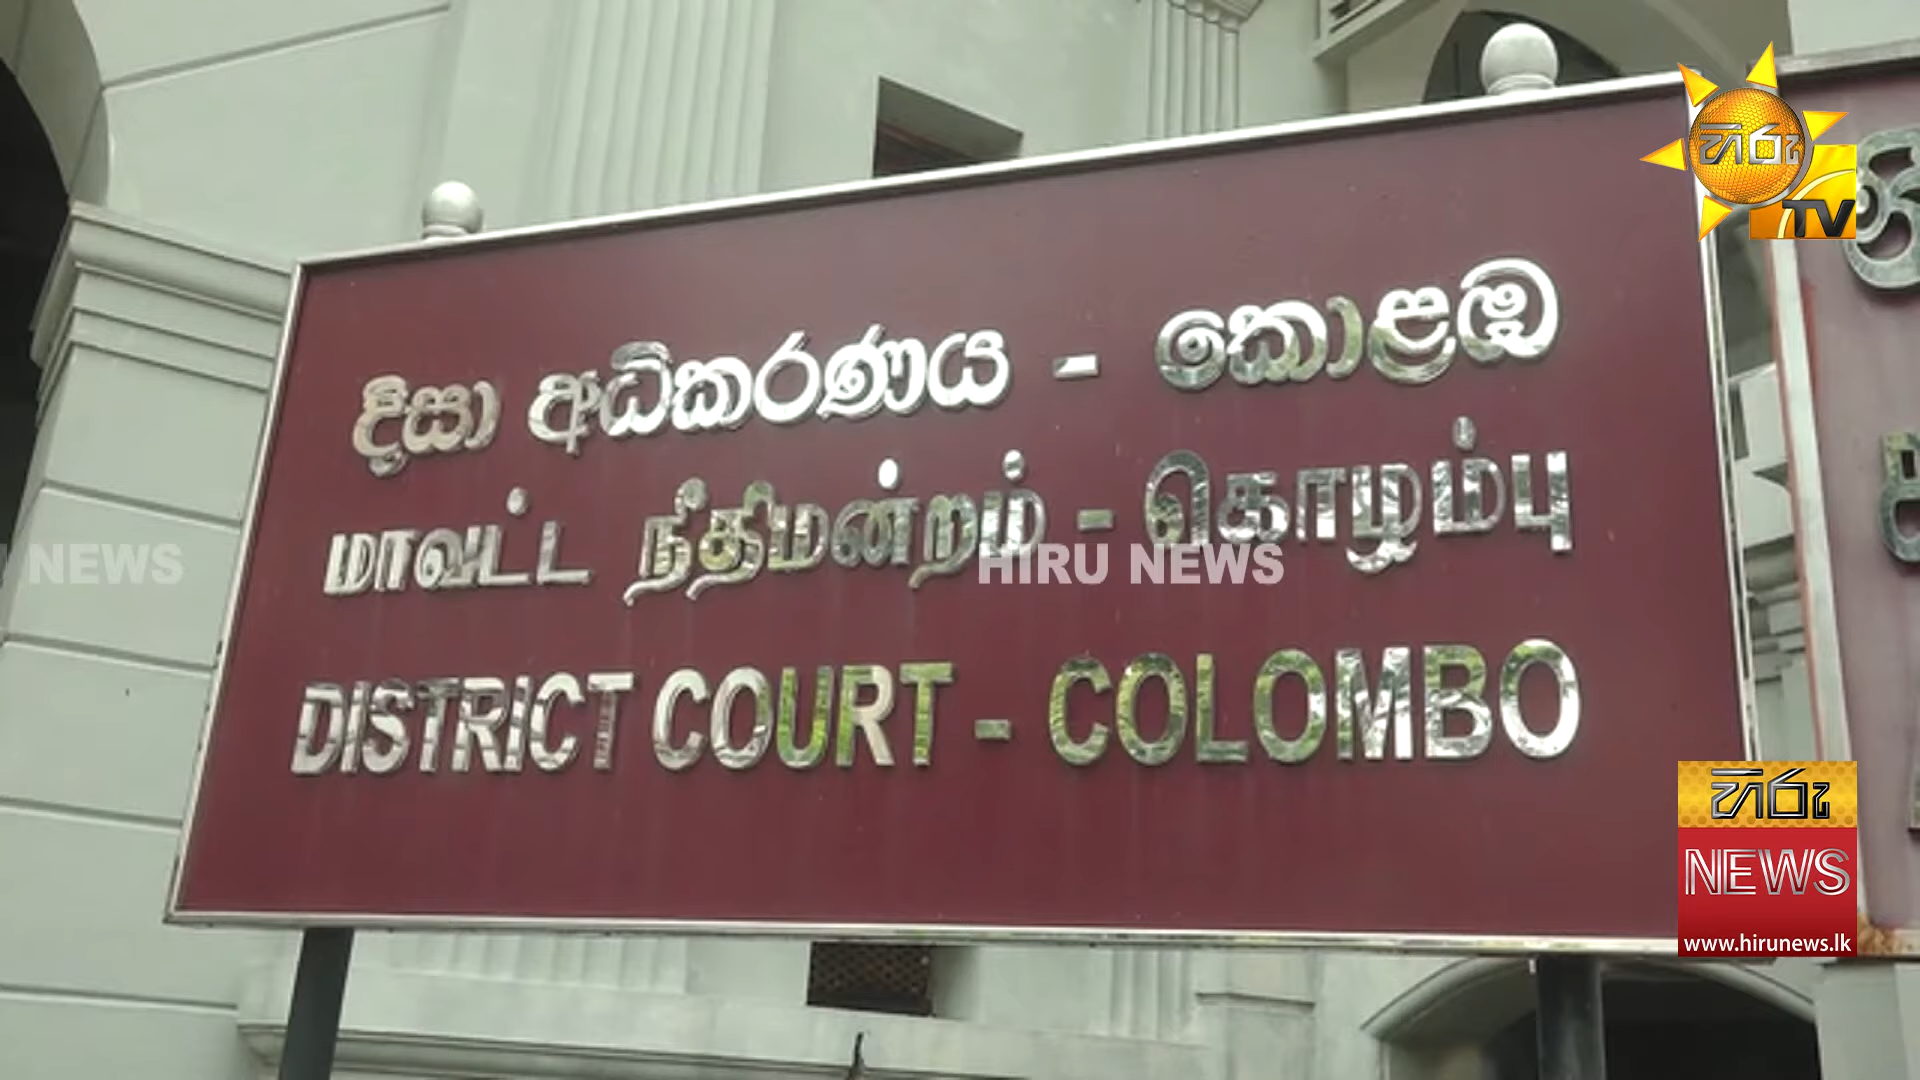 හිරු
TV
දිසා අධිකරණය - කොළඹ
மாவட்ட நீதிமன்றம் - கொழும்பு
NEWS
HIRU NEWS
DISTRICT COURT - COLOMBO
හිරු
NEWS
www.hirunews.lk